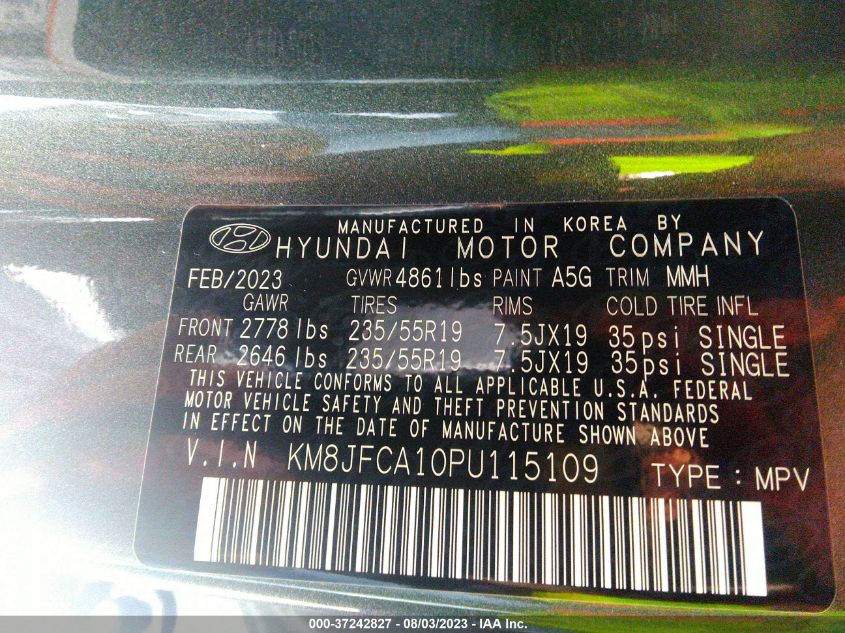 MANUFACTURED IN KOREA BY
HYUNDAI MOTOR COMPANY
FEB/2023 GVWR 4861 lbs PAINT A5G TRIM MMH
GAWR TIRES RIMS COLD TIRE INFL
FRONT 2778 lbs 235/55R19 7.5JX19 35psi SINGLE
REAR 2646 lbs 235/55R19 7.5JX19 35psi SINGLE
THIS VEHICLE CONFORMS TO ALL APPLICABLE U.S.A. FEDERAL
MOTOR VEHICLE SAFETY AND THEFT PREVENTION STANDARDS
IN EFFECT ON THE DATE OF MANUFACTURE SHOWN ABOVE
V.I.N KM8JFCA10PU115109 TYPE : MPV
000-37242827 - 08/03/2023 - IAA Inc.